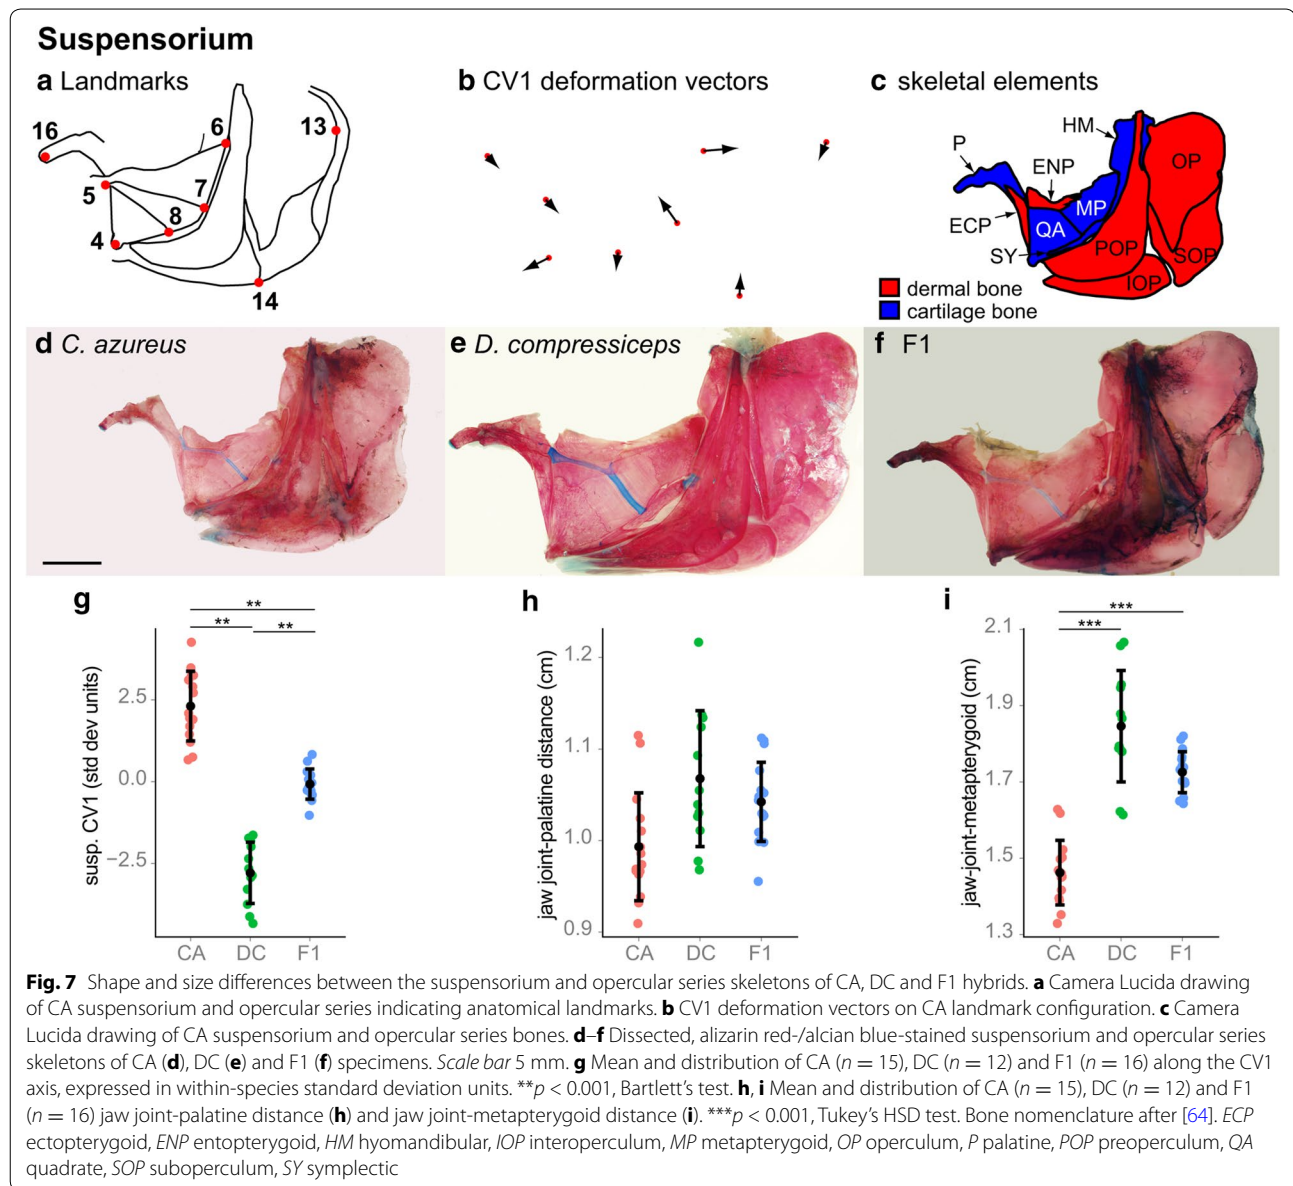 Suspensorium
a Landmarks
16
6
13
5
7
8
4
14
b CV1 deformation vectors
c skeletal elements
HM
P
ENP
OP
MP
ECP
QA
SY
POP
SOP
IOP
dermal bone
cartilage bone
d C. azureus
e D. compressiceps
f F1
g
**
** **
susp. CV1 (std dev units)
2.5
0.0
−2.5
CA DC F1
h
jaw joint-palatine distance (cm)
1.2
1.1
1.0
0.9
CA DC F1
i
***
***
jaw-joint-metapterygoid (cm)
2.1
1.9
1.7
1.5
1.3
CA DC F1
Fig. 7 Shape and size differences between the suspensorium and opercular series skeletons of CA, DC and F1 hybrids. a Camera Lucida drawing
of CA suspensorium and opercular series indicating anatomical landmarks. b CV1 deformation vectors on CA landmark configuration. c Camera
Lucida drawing of CA suspensorium and opercular series bones. d–f Dissected, alizarin red-/alcian blue-stained suspensorium and opercular series
skeletons of CA (d), DC (e) and F1 (f) specimens. Scale bar 5 mm. g Mean and distribution of CA (n = 15), DC (n = 12) and F1 (n = 16) along the CV1
axis, expressed in within-species standard deviation units. **p < 0.001, Bartlett's test. h, i Mean and distribution of CA (n = 15), DC (n = 12) and F1
(n = 16) jaw joint-palatine distance (h) and jaw joint-metapterygoid distance (i). ***p < 0.001, Tukey's HSD test. Bone nomenclature after [64]. ECP
ectopterygoid, ENP entopterygoid, HM hyomandibular, IOP interoperculum, MP metapterygoid, OP operculum, P palatine, POP preoperculum, QA
quadrate, SOP suboperculum, SY symplectic